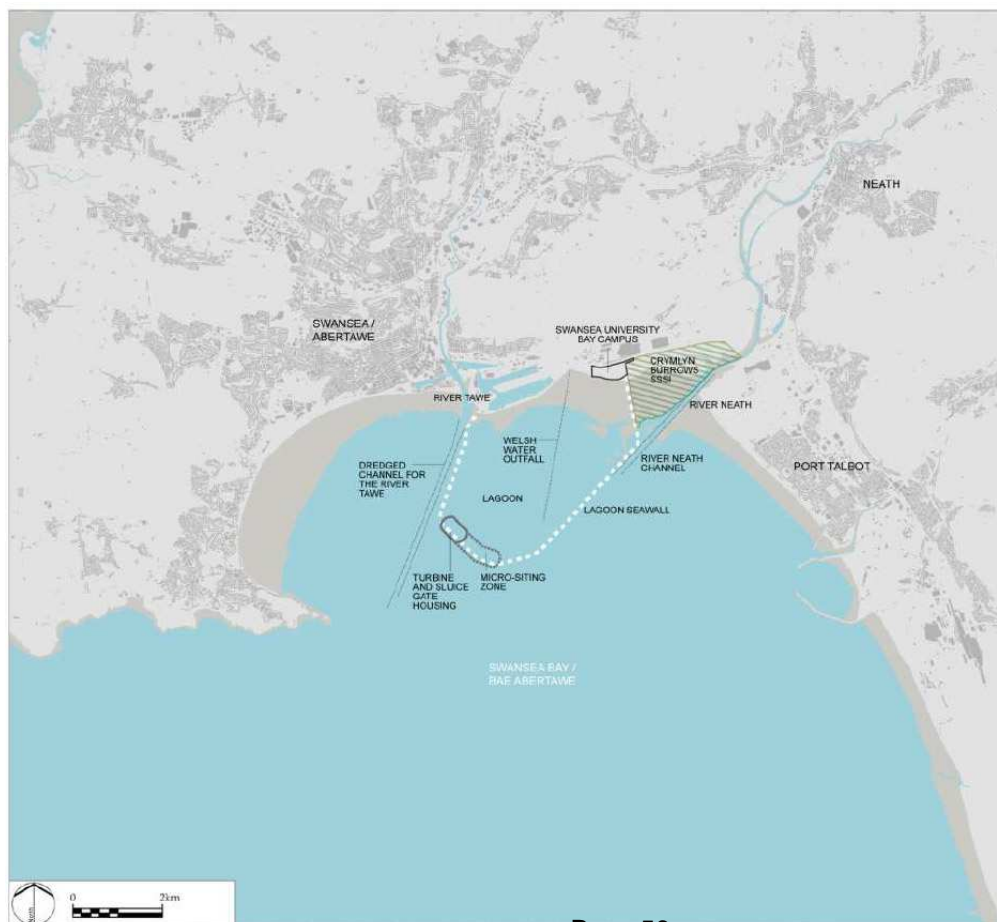 NEATH
SWANSEA /
ABERTAWE
SWANSEA UNIVERSITY
BAY CAMPUS
CRYMLYN
BURROWS
SSSI
RIVER TAWE
RIVER NEATH
WELSH
WATER
OUTFALL
RIVER NEATH
CHANNEL
PORT TALBOT
DREDGED
CHANNEL FOR
THE RIVER
TAWE
LAGOON
LAGOON SEAWALL
TURBINE
AND SLUICE
GATE
HOUSING
MICRO-SITING
ZONE
SWANSEA BAY /
BAE ABERTAWE
0
2km